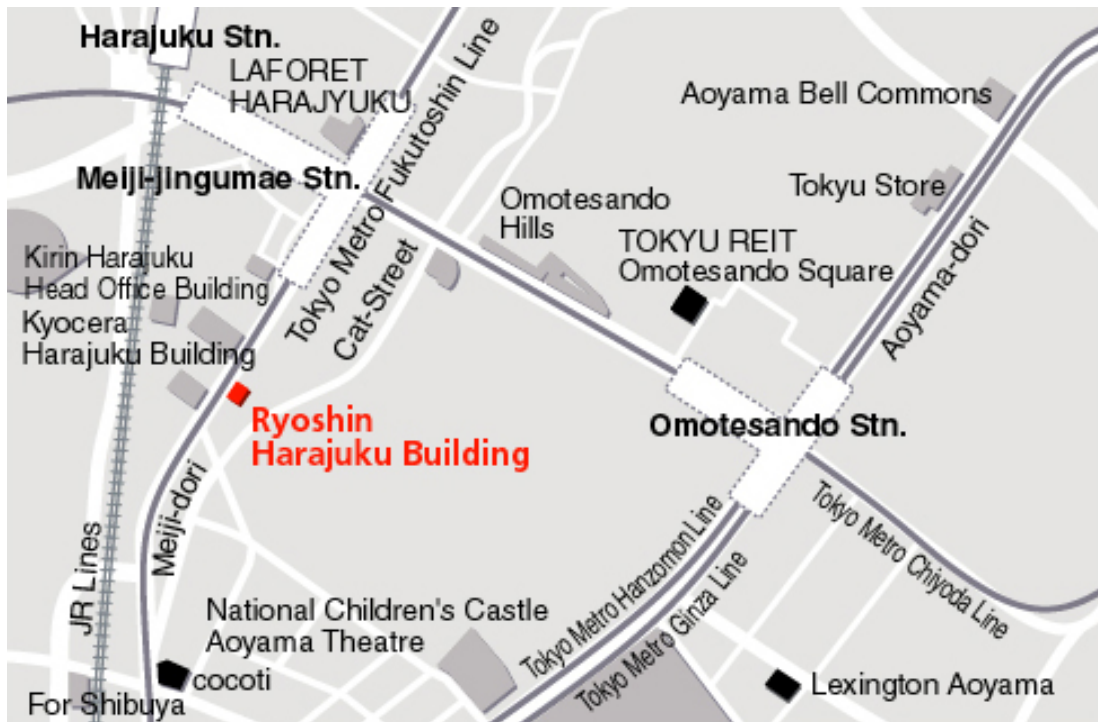 Harajuku Stn.
LAFORET
HARAJYUKU
Tokyo Metro Fukutoshin Line
Aoyama Bell Commons
Meiji-jingumae Stn.
Tokyu Store
Omotesando
Hills
TOKYU REIT
Omotesando Square
Kirin Harajuku
Head Office Building
Kyocera
Harajuku Building
Cat-Street
Aoyama-dori
Ryoshin
Harajuku Building
Omotesando Stn.
Meiji-dori
JR Lines
Tokyo Metro Hanzomon Line
Tokyo Metro Ginza Line
Tokyo Metro Chiyoda Line
National Children's Castle
Aoyama Theatre
cocoti
For Shibuya
Lexington Aoyama